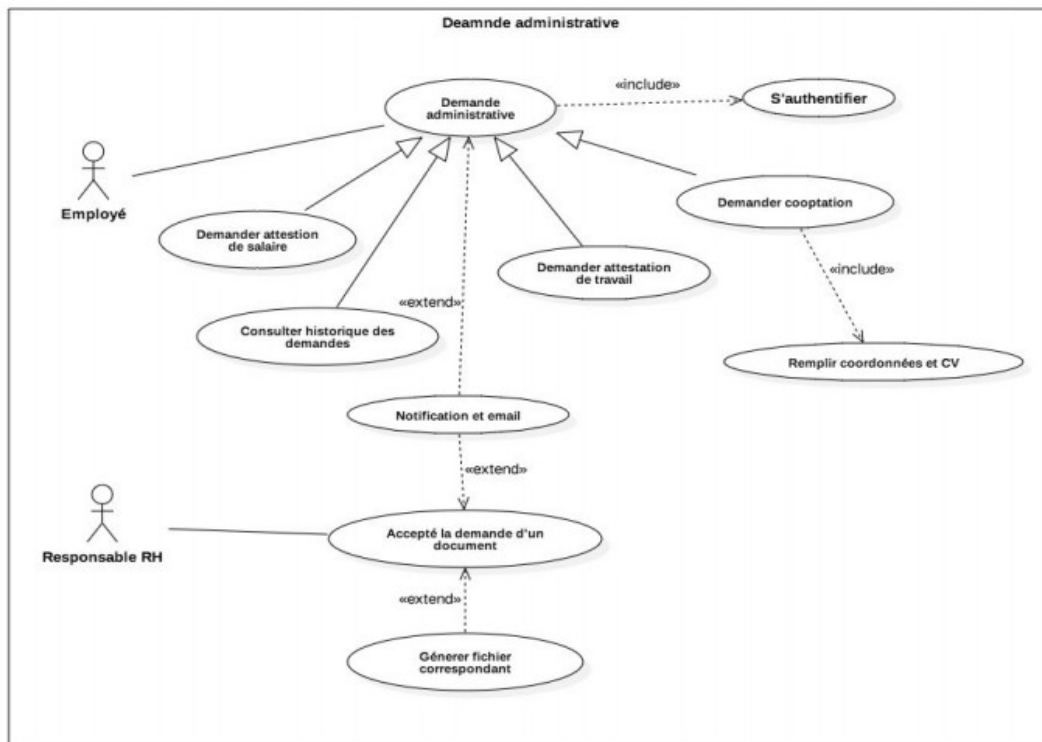 Deamnde administrative
«include»
Demande
administrative
S'authentifier
Employé
Demander cooptation
Demander attestion
de salaire
Demander attestation
de travail
«include»
«extend»
Consulter historique des
demandes
Remplir coordonnées et CV
Notification et email
«extend»
Accepté la demande d'un
document
Responsable RH
«extend»
Génerer fichier
correspondant